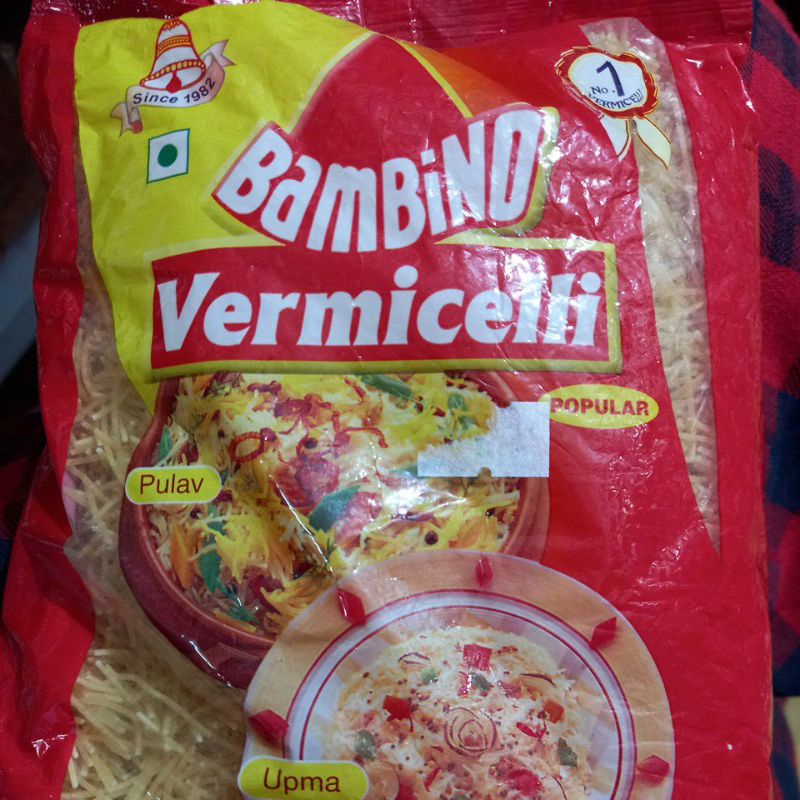 Since 1982
No. 1
VERMICELLI
BAMBiNO
Vermicelli
POPULAR
Pulav
Upma